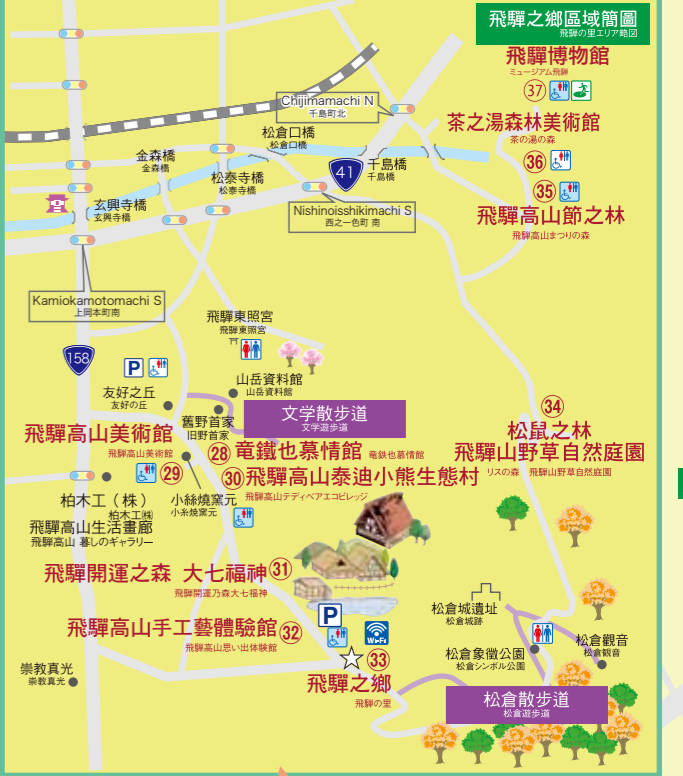 飛驒之鄉區域簡圖
飛騨の里エリア略図
飛驒博物館
ミュージアム飛騨
37
Chijimamachi N
千島町北
茶之湯森林美術館
茶の湯の森
36
松倉口橋
松倉口橋
金森橋
金森橋
41
千島橋
千島橋
松泰寺橋
松泰寺橋
35
玄興寺橋
玄興寺橋
Nishinoisshikimachi S
西之一色町 南
飛驒高山節之林
飛騨高山まつりの森
Kamiokamotomachi S
上岡本町南
飛驒東照宮
飛騨東照宮
158
P
山岳資料館
山岳資料館
友好之丘
友好の丘
舊野首家
旧野首家
文学散步道
文学遊歩道
34
松鼠之林
飛驒山野草自然庭園
リスの森 飛騨山野草自然庭園
飛驒高山美術館
飛騨高山美術館
28 竜鐵也慕情館 竜鉄也慕情館
29
30 飛驒高山泰迪小熊生態村
飛騨高山テディベアエコビレッジ
柏木工（株）
柏木工㈱
小絲燒窯元
小糸焼窯元
飛驒高山生活畫廊
飛騨高山 暮しのギャラリー
飛驒開運之森 大七福神 31
飛騨開運乃森大七福神
P
松倉城遺址
松倉城跡
飛驒高山手工藝體驗館 32
飛騨高山思い出体験館
Wi-Fi
松倉象徵公園
松倉シンボル公園
松倉觀音
松倉観音
33
飛驒之鄉
飛騨の里
崇教真光
崇教真光
松倉散步道
松倉遊歩道